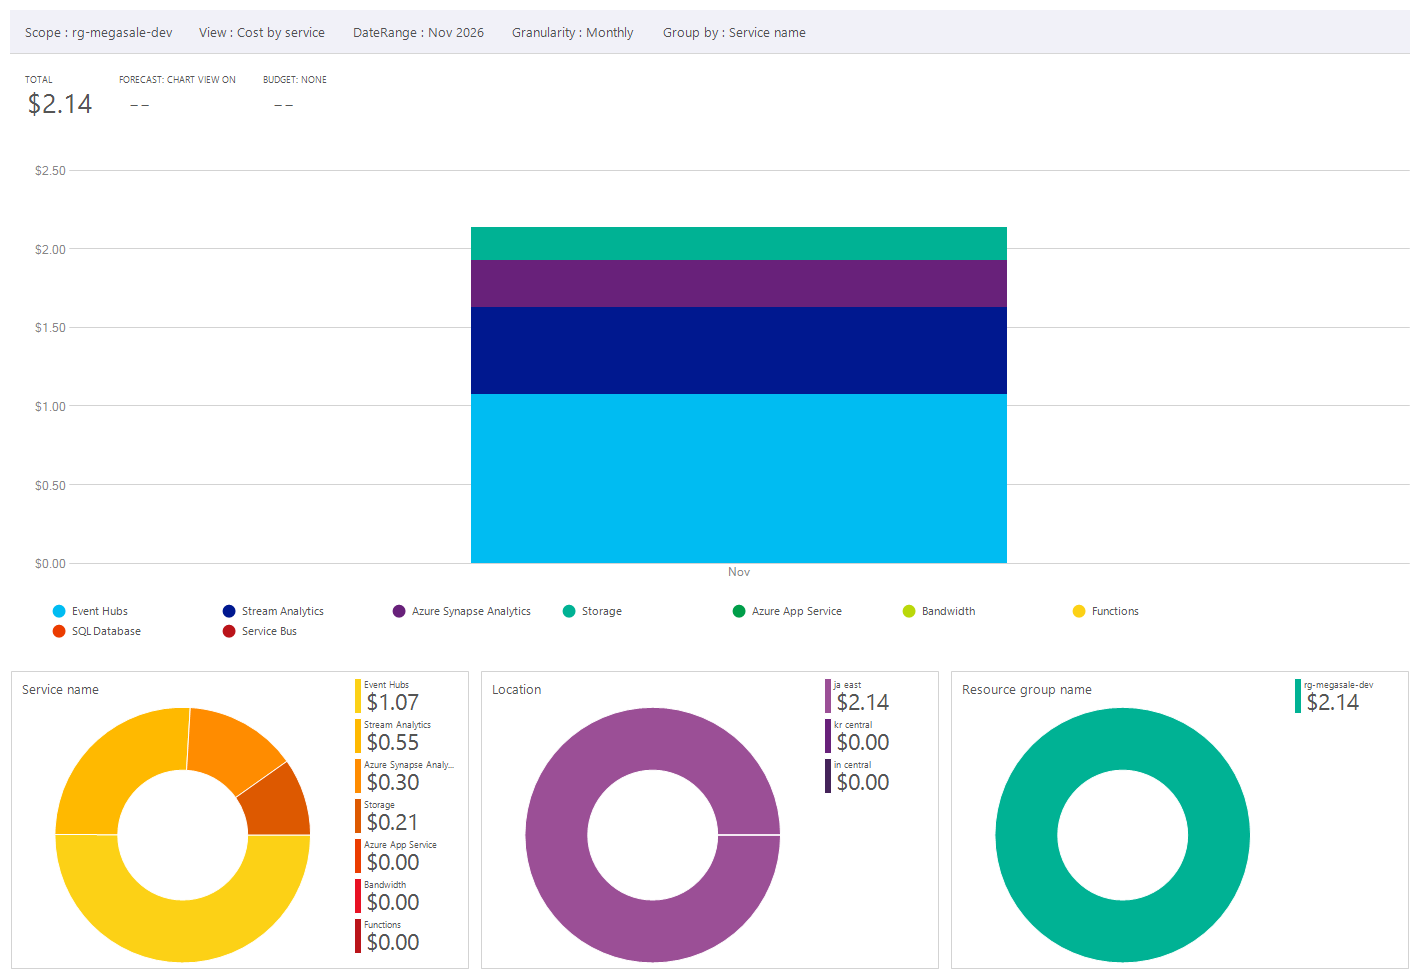 Scope : rg-megasale-dev View : Cost by service DateRange : Nov 2026 Granularity : Monthly Group by : Service name
TOTAL FORECAST: CHART VIEW ON BUDGET: NONE
$2.14 -- --
$2.50
$2.00
$1.50
$1.00
$0.50
$0.00
Nov
Event Hubs Stream Analytics Azure Synapse Analytics Storage Azure App Service Bandwidth Functions
SQL Database Service Bus
Service name
Event Hubs
$1.07
Stream Analytics
$0.55
Azure Synapse Analy...
$0.30
Storage
$0.21
Azure App Service
$0.00
Bandwidth
$0.00
Functions
$0.00
Location
ja east
$2.14
kr central
$0.00
in central
$0.00
Resource group name
rg-megasale-dev
$2.14